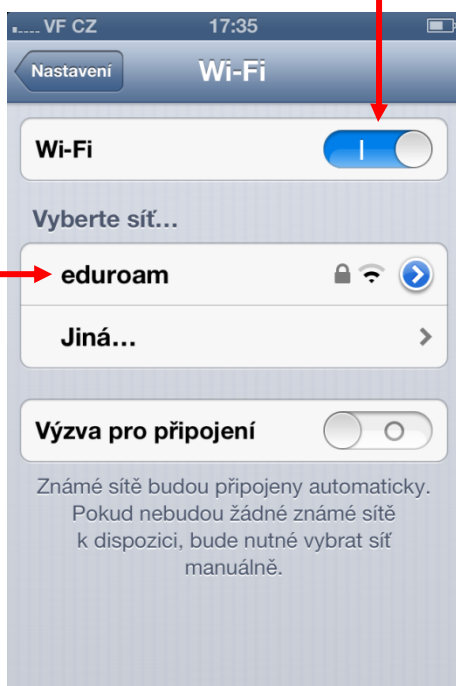 VF CZ 17:35
Nastavení Wi-Fi
Wi-Fi
Vyberte síť...
eduroam
Jiná...
Výzva pro připojení
Známé sítě budou připojeny automaticky.
Pokud nebudou žádné známé sítě
k dispozici, bude nutné vybrat síť
manuálně.